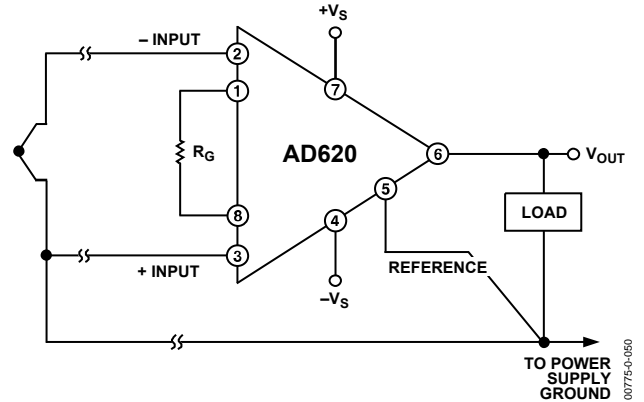 +VS
– INPUT
2
1
7
RG
AD620
6
VOUT
5
LOAD
8
4
3
REFERENCE
+ INPUT
–VS
TO POWER
SUPPLY
GROUND
00775-0-050